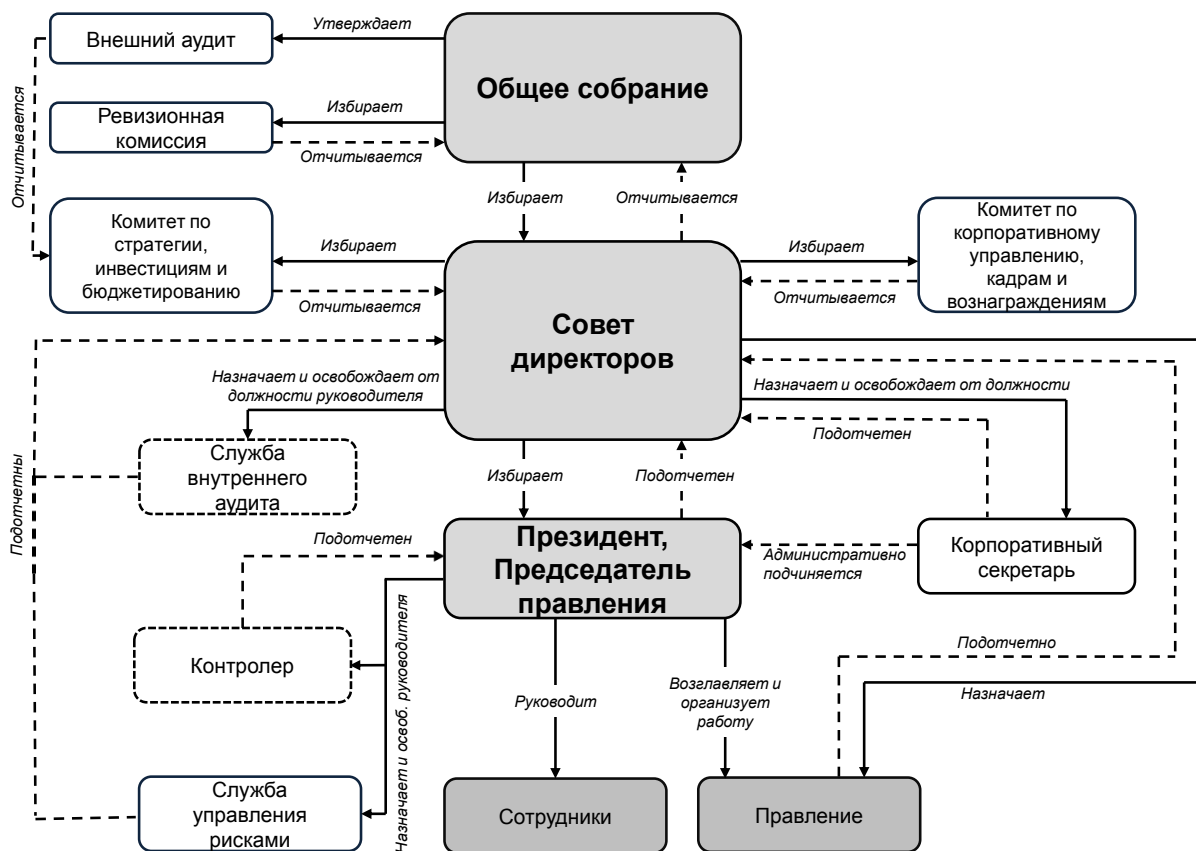 Внешний аудит
Утверждает
Общее собрание
Ревизионная
комиссия
Избирает
Отчитывается
Отчитывается
Избирает
Отчитывается
Комитет по
стратегии,
инвестициям и
бюджетированию
Избирает
Отчитывается
Совет
директоров
Избирает
Отчитывается
Комитет по
корпоративному
управлению,
кадрам и
вознаграждениям
Назначает и освобождает от
должности руководителя
Назначает и освобождает от должности
Подотчетен
Служба
внутреннего
аудита
Подотчетны
Избирает
Подотчетен
Подотчетен
Президент,
Председатель
правления
Административно
подчиняется
Корпоративный
секретарь
Контролер
Назначает и освоб. руководителя
Руководит
Возглавляет и
организует
работу
Подотчетно
Назначает
Служба
управления
рисками
Сотрудники
Правление